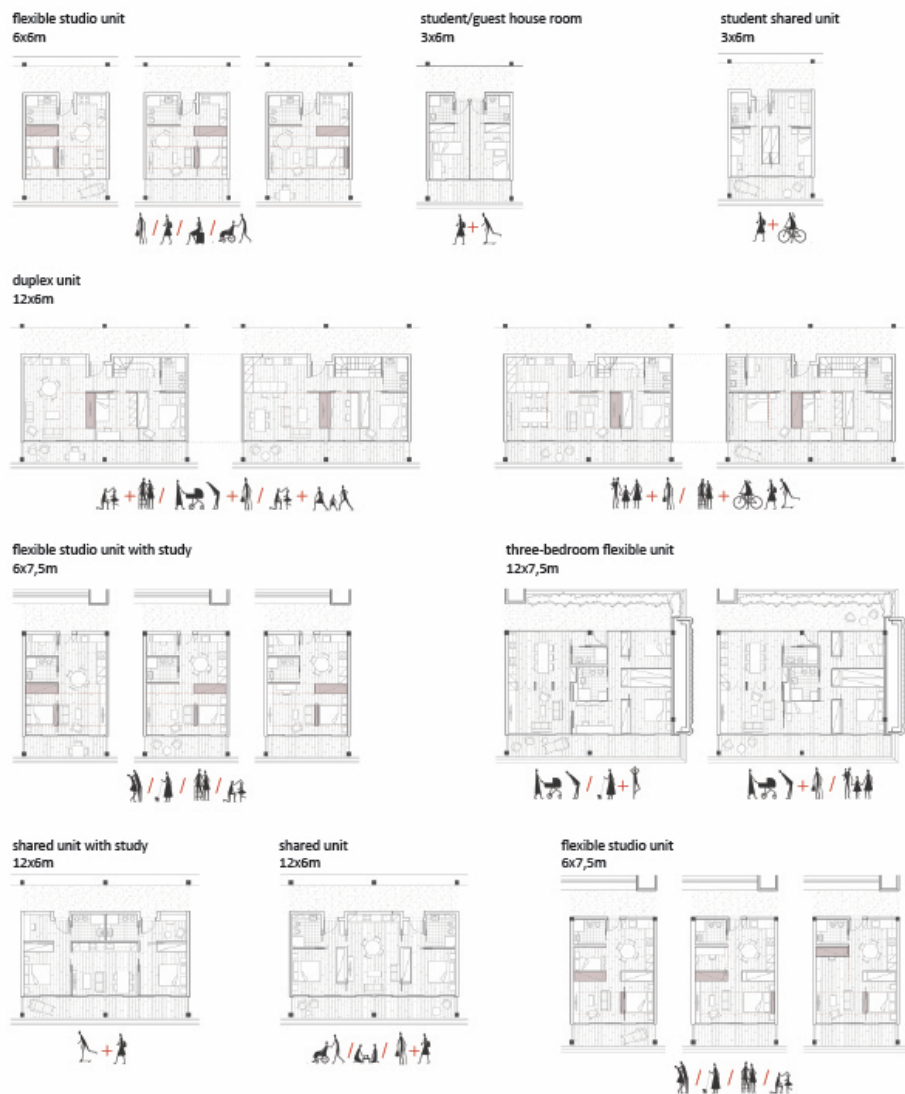 flexible studio unit
6x6m
student/guest house room
3x6m
student shared unit
3x6m
duplex unit
12x6m
flexible studio unit with study
6x7,5m
three-bedroom flexible unit
12x7,5m
shared unit with study
12x6m
shared unit
12x6m
flexible studio unit
6x7,5m